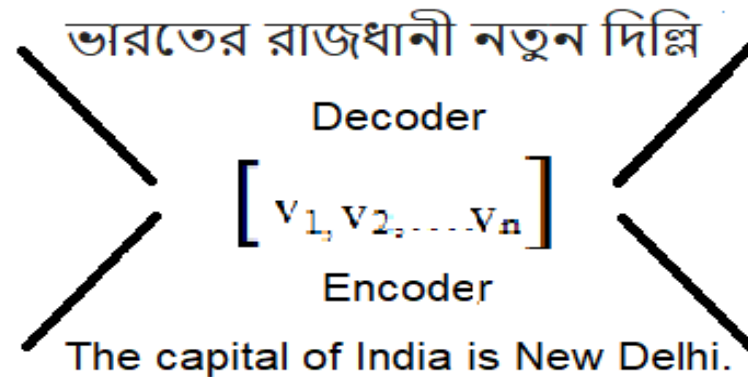 ভারতের রাজধানী নতুন দিল্লি
Decoder
[ v1, v2, ....vn ]
Encoder
The capital of India is New Delhi.